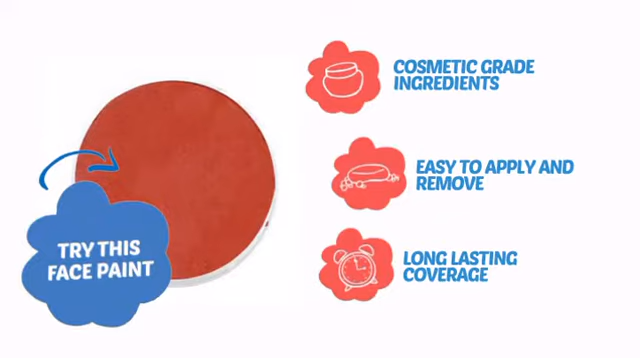 COSMETIC GRADE
INGREDIENTS
EASY TO APPLY AND
REMOVE
TRY THIS
FACE PAINT
LONG LASTING
COVERAGE